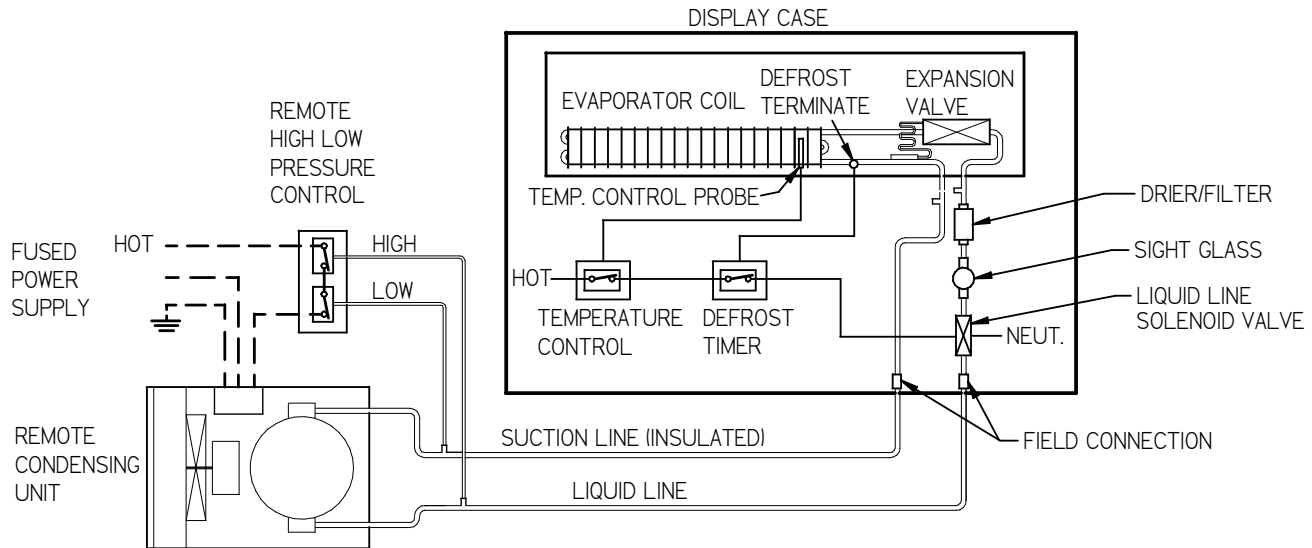 DISPLAY CASE
REMOTE
HIGH LOW
PRESSURE
CONTROL
EVAPORATOR COIL
DEFROST
TERMINATE
EXPANSION
VALVE
TEMP. CONTROL PROBE
DRIER/FILTER
FUSED
POWER
SUPPLY
HOT
HIGH
LOW
HOT
SIGHT GLASS
TEMPERATURE
CONTROL
DEFROST
TIMER
LIQUID LINE
SOLENOID VALVE
NEUT.
REMOTE
CONDENSING
UNIT
SUCTION LINE (INSULATED)
FIELD CONNECTION
LIQUID LINE